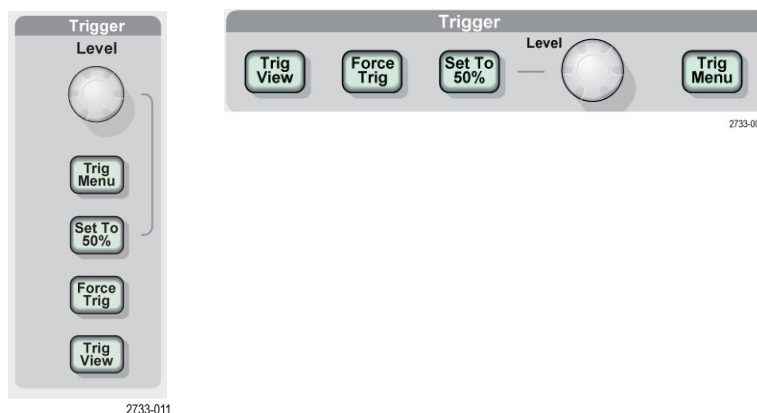 Trigger
Level
Trig
Menu
Set To
50%
Force
Trig
Trig
View
2733-011
Trigger
Trig
View
Force
Trig
Set To
50%
Level
Trig
Menu